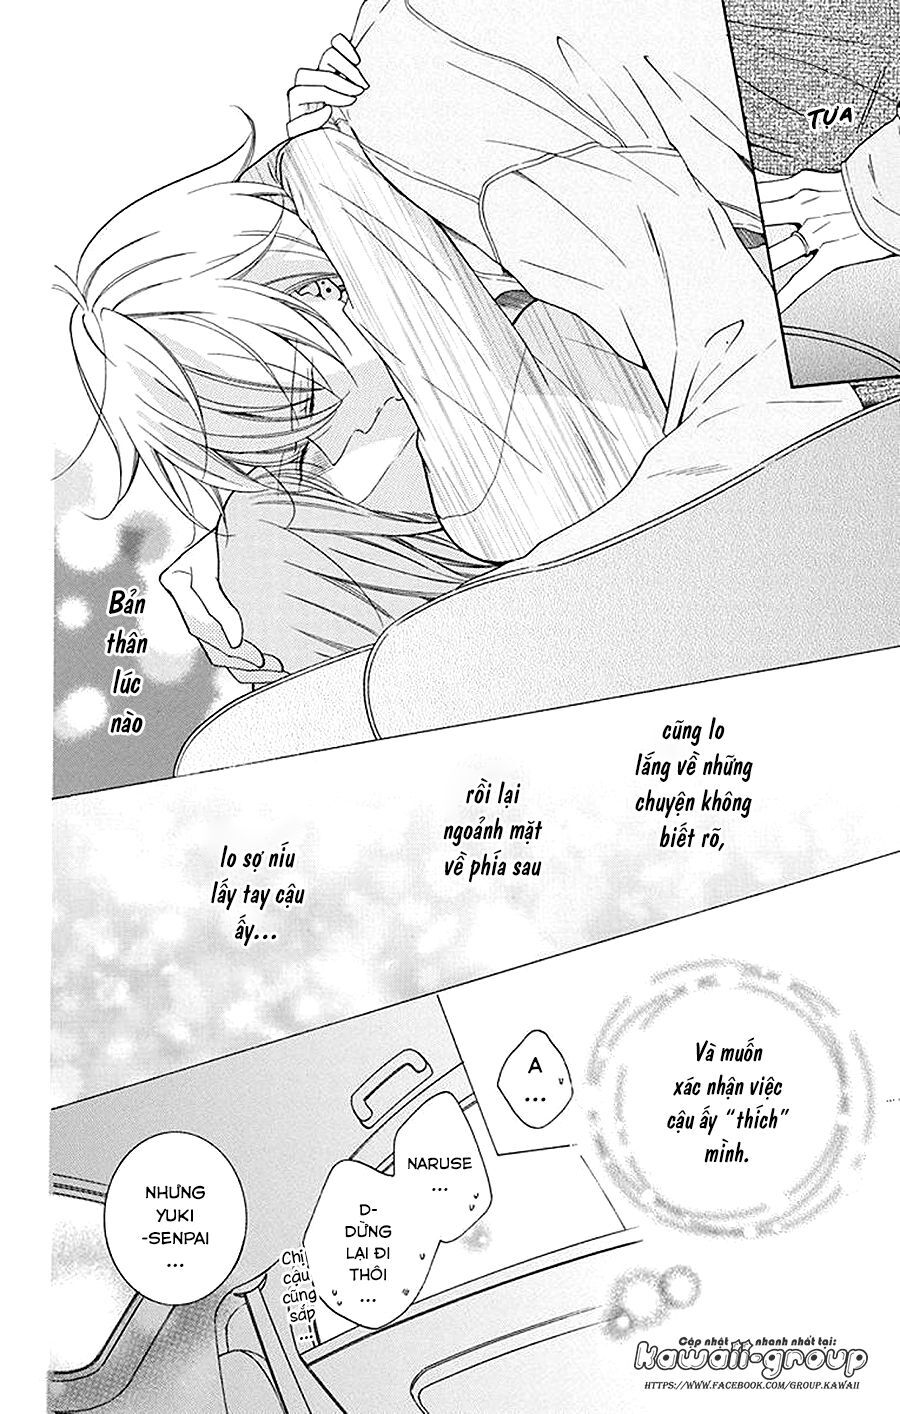 TỰA
Bản
thân
lúc
nào
cũng lo
lắng về những
chuyện không
biết rõ,
rồi lại
ngoảnh mặt
về phía sau
lo sợ níu
lấy tay cậu
ấy...
Và muốn
xác nhận việc
cậu ấy “thích”
mình.
A
...
NARUSE
...
D-
DỪNG
LẠI ĐI
THÔI
...
Chị
cậu
cũng
sắp
...
NHƯNG
YUKI
-SENPAI
...
Cập nhật nhanh nhất tại:
kawaii-group
HTTPS://WWW.FACEBOOK.COM/GROUP.KAWAII